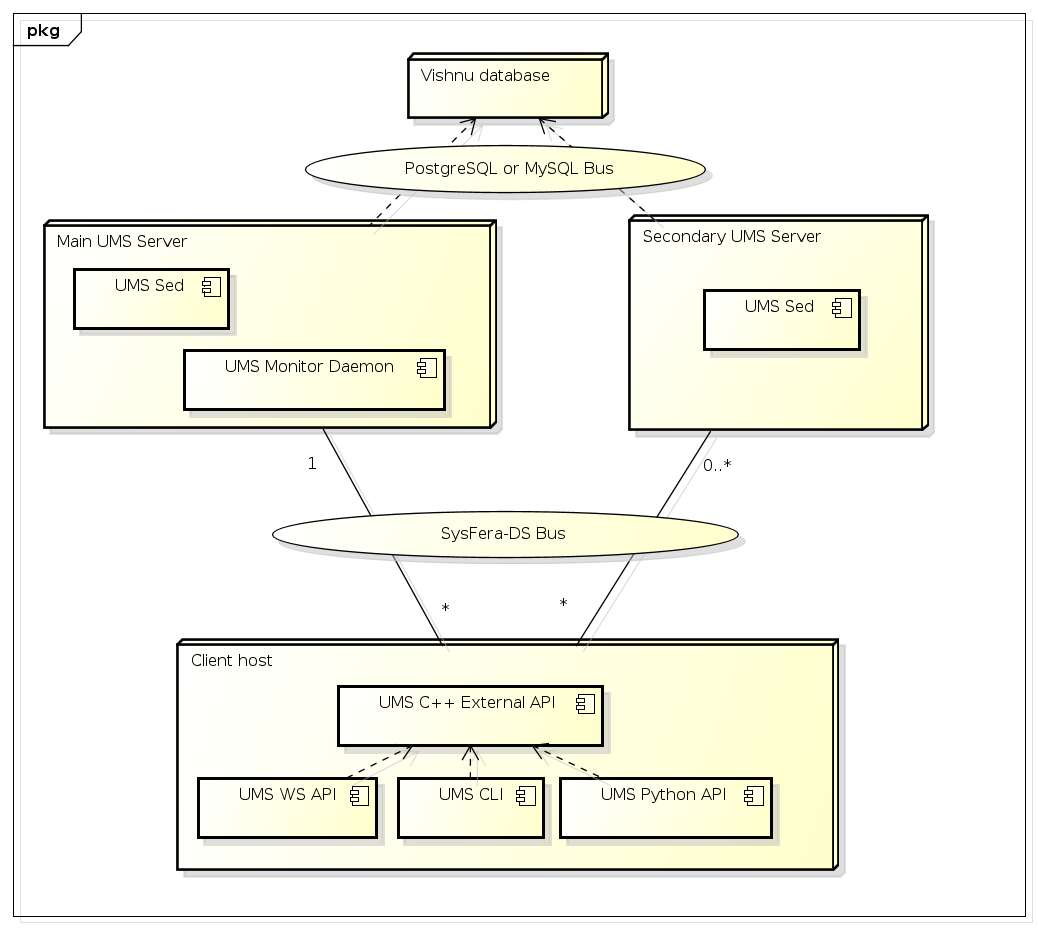 pkg
Vishnu database
PostgreSQL or MySQL Bus
Main UMS Server
UMS Sed
UMS Monitor Daemon
Secondary UMS Server
UMS Sed
1
0..*
SysFera-DS Bus
*
*
Client host
UMS C++ External API
UMS WS API
UMS CLI
UMS Python API